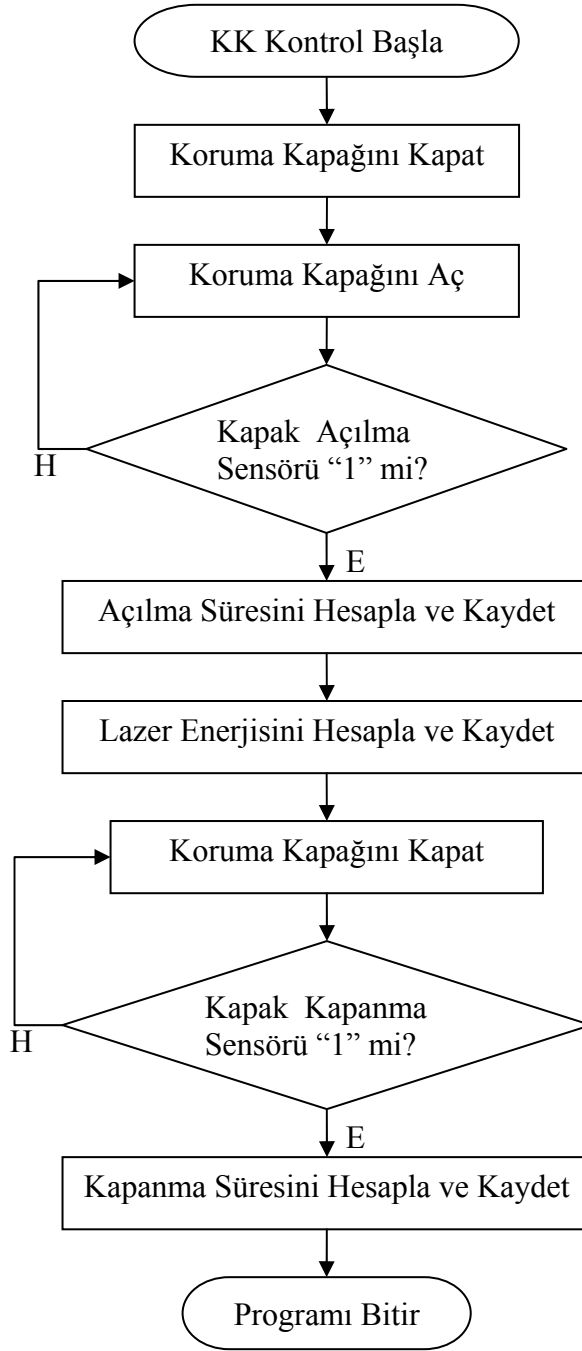 KK Kontrol Başla
Koruma Kapağını Kapat
Koruma Kapağını Aç
Kapak Açılma
Sensörü “1” mi?
H
E
Açılma Süresini Hesapla ve Kaydet
Lazer Enerjisini Hesapla ve Kaydet
Koruma Kapağını Kapat
Kapak Kapanma
Sensörü “1” mi?
H
E
Kapanma Süresini Hesapla ve Kaydet
Programı Bitir